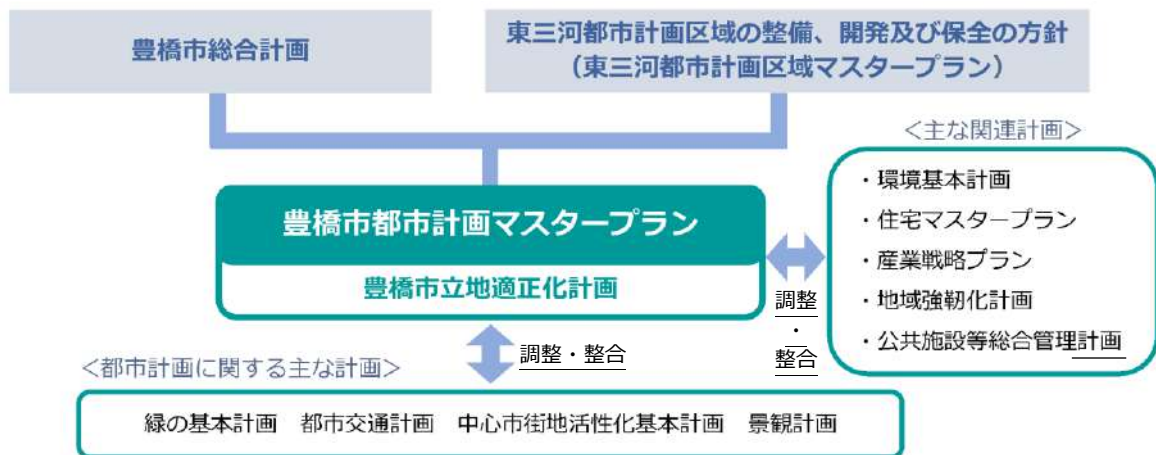 豊橋市総合計画
東三河都市計画区域の整備、開発及び保全の方針
(東三河都市計画区域マスタープラン)
<主な関連計画>
・環境基本計画
・住宅マスタープラン
・産業戦略プラン
・地域強靭化計画
・公共施設等総合管理計画
豊橋市都市計画マスタープラン
豊橋市立地適正化計画
調整
・
整合
調整・整合
<都市計画に関する主な計画>
緑の基本計画 都市交通計画 中心市街地活性化基本計画 景観計画